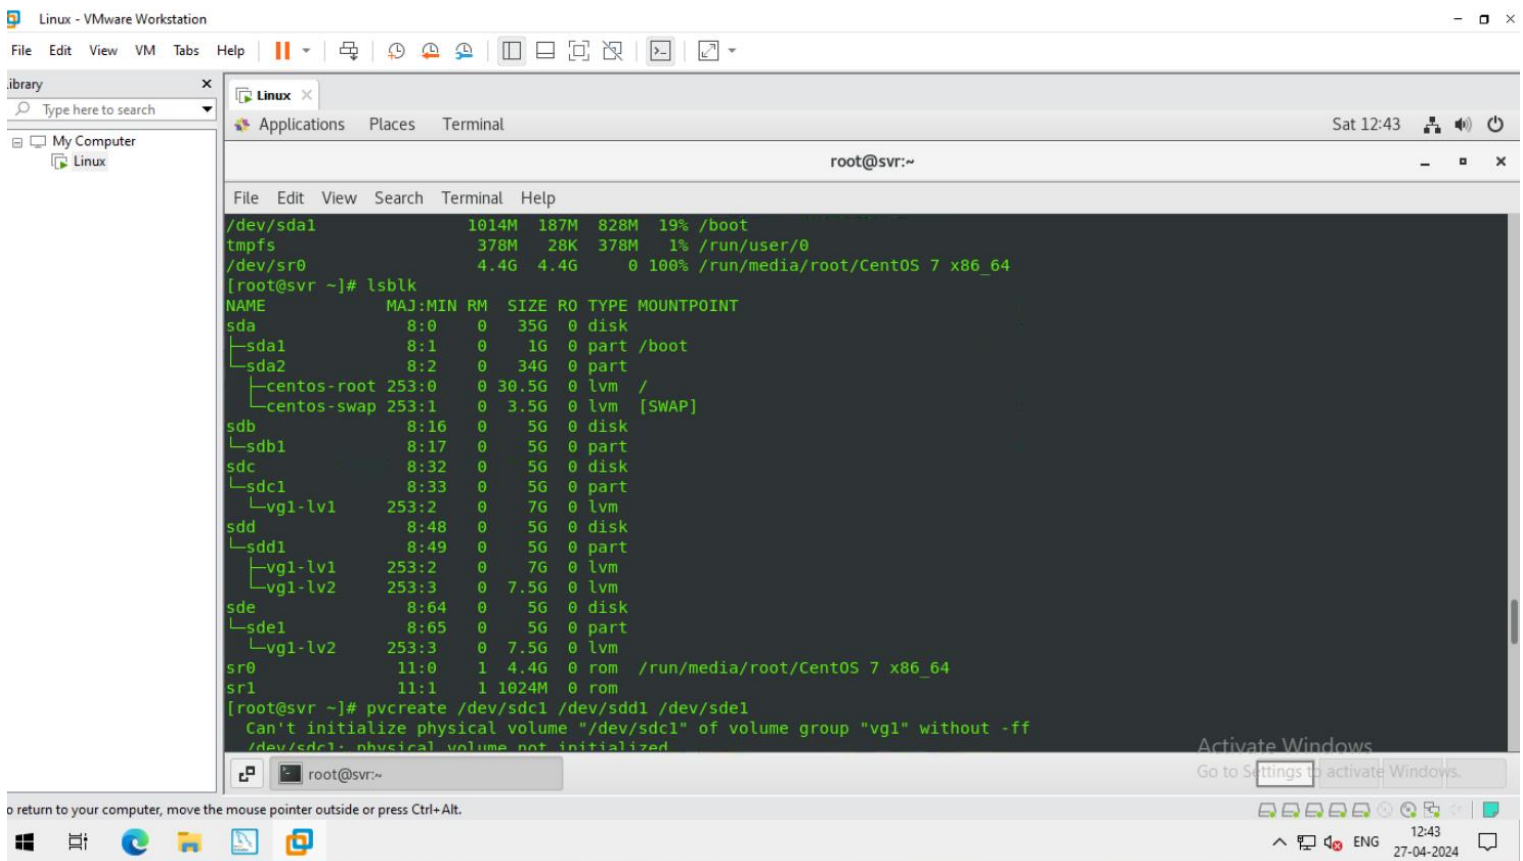 Linux - VMware Workstation
File Edit View VM Tabs Help
Library
Type here to search
My Computer
Linux
Linux
Applications Places Terminal Sat 12:43
root@svr:~
File Edit View Search Terminal Help
/dev/sda1 1014M 187M 828M 19% /boot
tmpfs 378M 28K 378M 1% /run/user/0
/dev/sr0 4.4G 4.4G 0 100% /run/media/root/CentOS 7 x86_64
[root@svr ~]# lsblk
NAME MAJ:MIN RM SIZE RO TYPE MOUNTPOINT
sda 8:0 0 35G 0 disk
├─sda1 8:1 0 1G 0 part /boot
└─sda2 8:2 0 34G 0 part
├─centos-root 253:0 0 30.5G 0 lvm /
└─centos-swap 253:1 0 3.5G 0 lvm [SWAP]
sdb 8:16 0 5G 0 disk
└─sdb1 8:17 0 5G 0 part
sdc 8:32 0 5G 0 disk
└─sdc1 8:33 0 5G 0 part
└─vg1-lv1 253:2 0 7G 0 lvm
sdd 8:48 0 5G 0 disk
└─sdd1 8:49 0 5G 0 part
├─vg1-lv1 253:2 0 7G 0 lvm
└─vg1-lv2 253:3 0 7.5G 0 lvm
sde 8:64 0 5G 0 disk
└─sde1 8:65 0 5G 0 part
└─vg1-lv2 253:3 0 7.5G 0 lvm
sr0 11:0 1 4.4G 0 rom /run/media/root/CentOS 7 x86_64
sr1 11:1 1 1024M 0 rom
[root@svr ~]# pvcreate /dev/sdc1 /dev/sdd1 /dev/sde1
Can't initialize physical volume "/dev/sdc1" of volume group "vg1" without -ff
/dev/sdc1: physical volume not initialized
Activate Windows
Go to Settings to activate Windows.
root@svr:~
o return to your computer, move the mouse pointer outside or press Ctrl+Alt.
ENG
12:43
27-04-2024